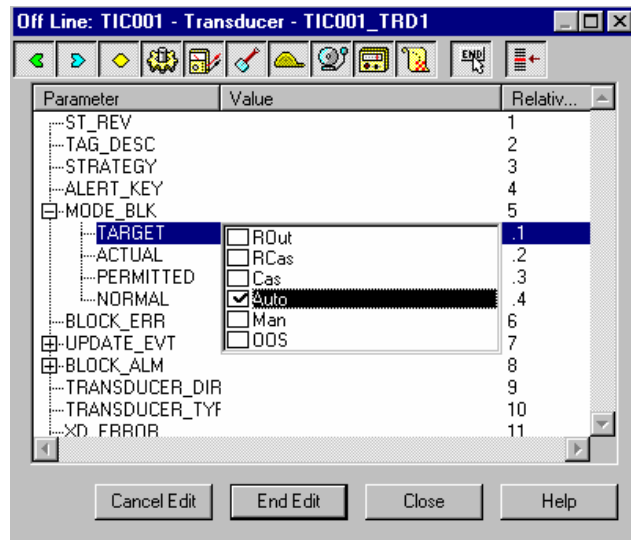 Off Line: TIC001 - Transducer - TIC001_TRD1
END
Parameter Value Relativ...
ST_REV 1
TAG_DESC 2
STRATEGY 3
ALERT_KEY 4
MODE_BLK 5
TARGET ROut .1
ACTUAL RCas .2
PERMITTED Cas .3
NORMAL Auto .4
BLOCK_ERR Man 6
UPDATE_EVT OOS 7
BLOCK_ALM 8
TRANSDUCER_DIR 9
TRANSDUCER_TYF 10
XD_ERROR 11
Cancel Edit End Edit Close Help